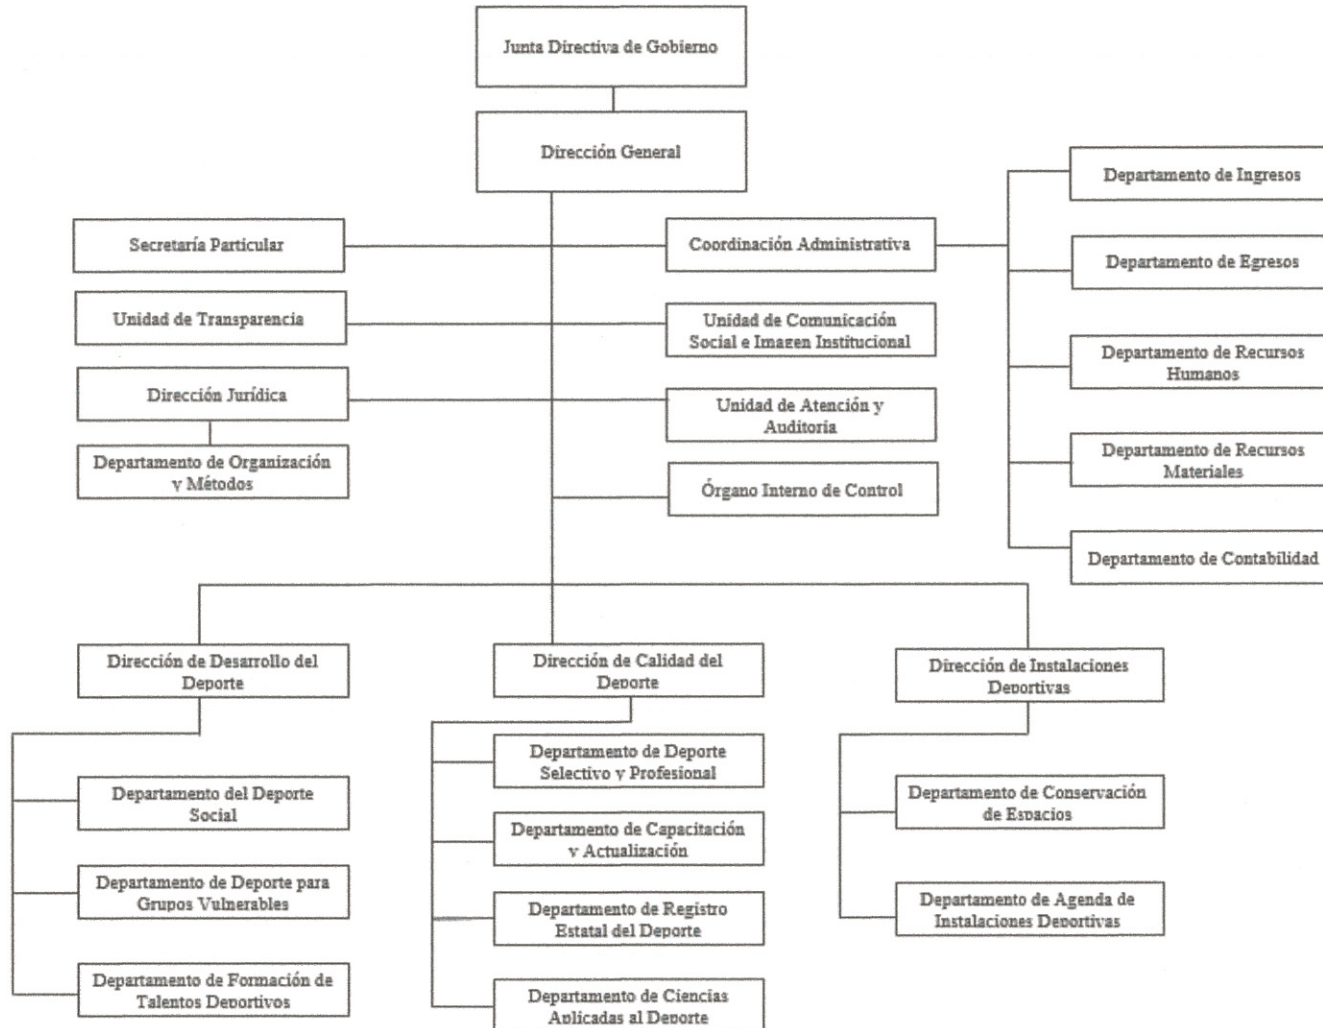 Junta Directiva de Gobierno
Dirección General
Secretaría Particular
Coordinación Administrativa
Unidad de Transparencia
Unidad de Comunicación
Social e Imagen Institucional
Dirección Jurídica
Unidad de Atención y
Auditoria
Departamento de Organización
y Métodos
Órgano Interno de Control
Departamento de Ingresos
Departamento de Egresos
Departamento de Recursos
Humanos
Departamento de Recursos
Materiales
Departamento de Contabilidad
Dirección de Desarrollo del
Deporte
Departamento del Deporte
Social
Departamento de Deporte para
Grupos Vulnerables
Departamento de Formación de
Talentos Deportivos
Dirección de Calidad del
Deporte
Departamento de Deporte
Selectivo y Profesional
Departamento de Capacitación
y Actualización
Departamento de Registro
Estatal del Deporte
Departamento de Ciencias
Aplicadas al Deporte
Dirección de Instalaciones
Deportivas
Departamento de Conservación
de Espacios
Departamento de Agenda de
Instalaciones Deportivas